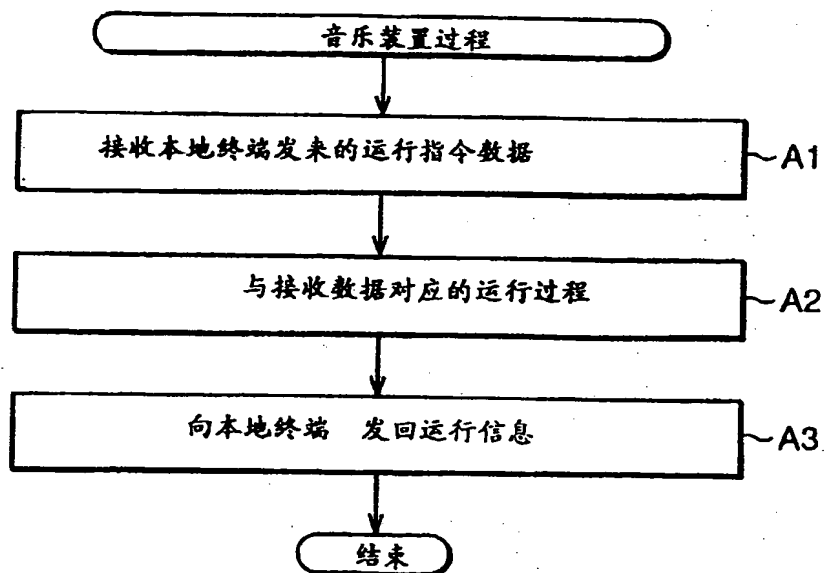 音乐装置过程
接收本地终端发来的运行指令数据
A1
与接收数据对应的运行过程
A2
向本地终端 发回运行信息
A3
结束